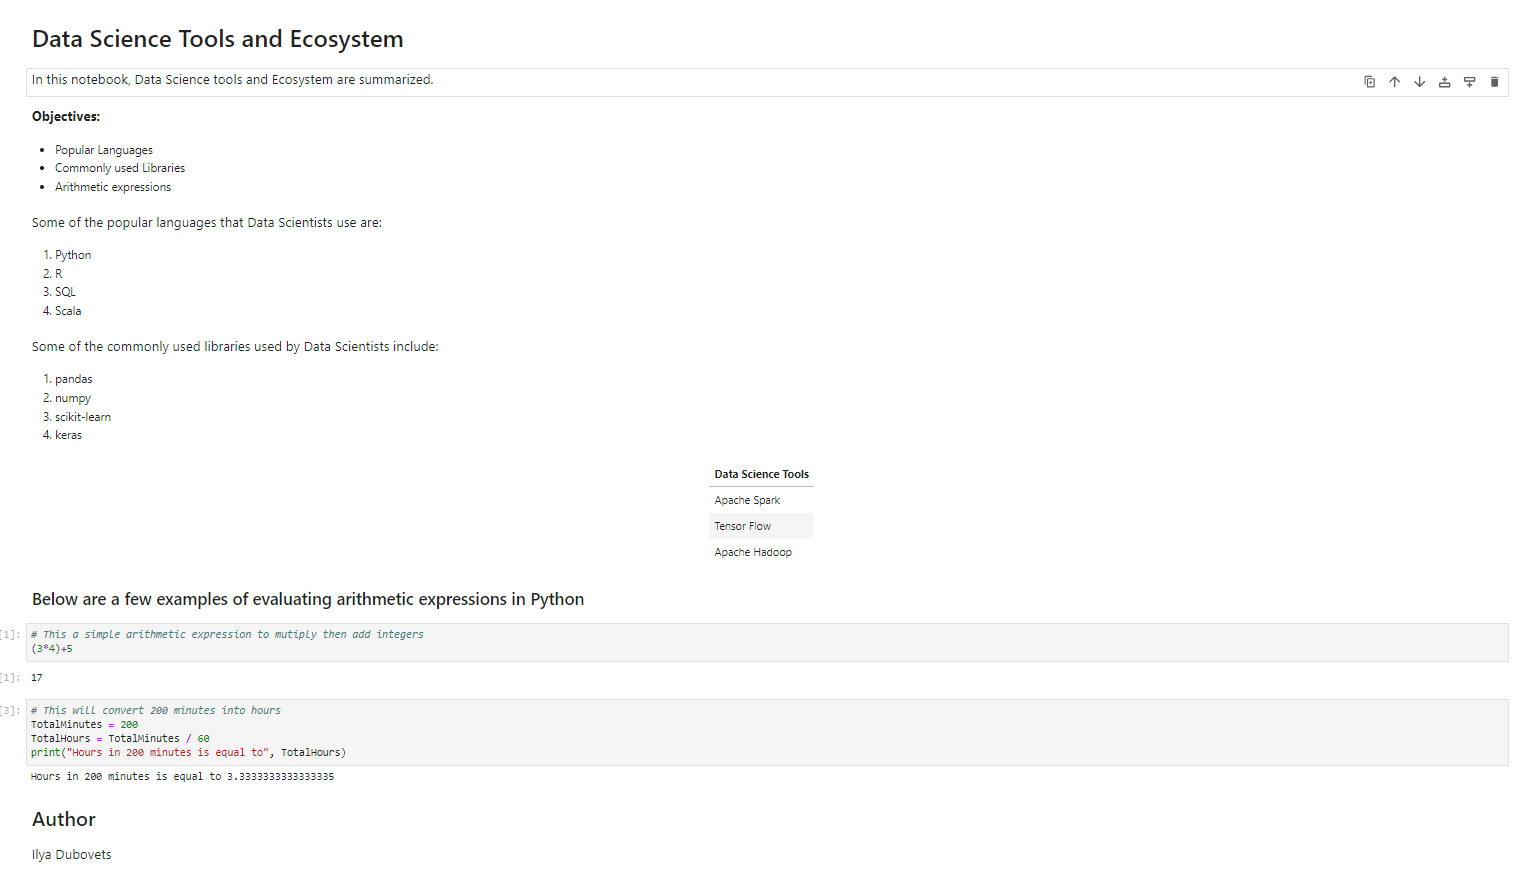 Data Science Tools and Ecosystem
In this notebook, Data Science tools and Ecosystem are summarized.
Objectives:
• Popular Languages
• Commonly used Libraries
• Arithmetic expressions
Some of the popular languages that Data Scientists use are:
1. Python
2. R
3. SQL
4. Scala
Some of the commonly used libraries used by Data Scientists include:
1. pandas
2. numpy
3. scikit-learn
4. keras
Data Science Tools
Apache Spark
Tensor Flow
Apache Hadoop
Below are a few examples of evaluating arithmetic expressions in Python
[1]: # This a simple arithmetic expression to mutiply then add integers
(3*4)+5
[1]: 17
[3]: # This will convert 200 minutes into hours
TotalMinutes = 200
TotalHours = TotalMinutes / 60
print("Hours in 200 minutes is equal to", TotalHours)
Hours in 200 minutes is equal to 3.3333333333333335
Author
Ilya Dubovets